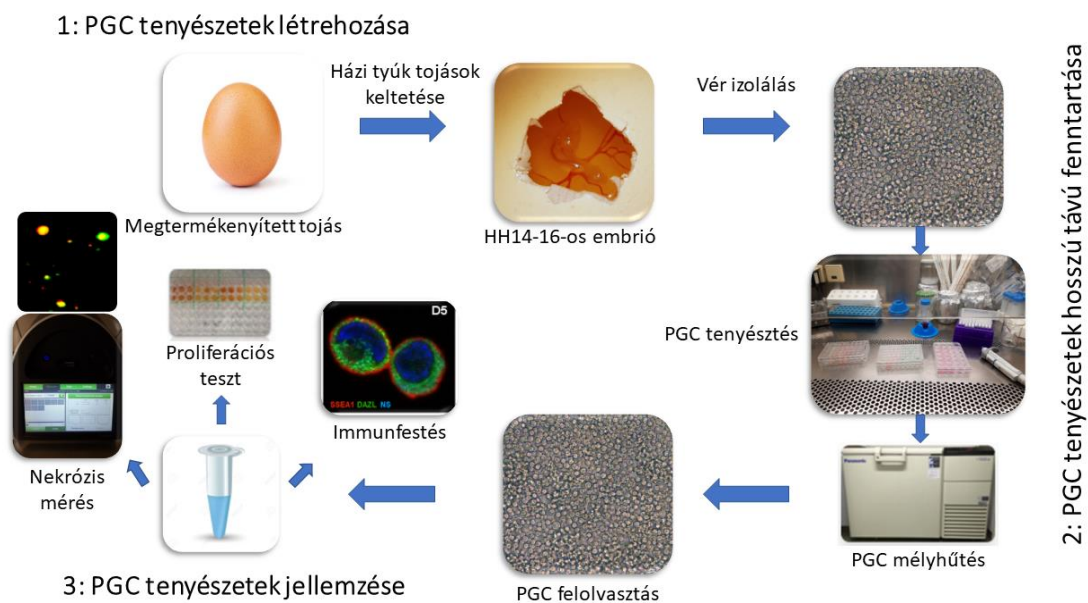 1: PGC tenyészetek létrehozása
Házi tyúk tojások
keltetése
Vér izolálás
Megtermékenyített tojás
HH14-16-os embrió
2: PGC tenyészetek hosszú távú fenntartása
PGC tenyésztés
D5
SSEA1 DAZL NS
Proliferációs
teszt
Immunfestés
Nekrózis
mérés
Panasonic
PGC mélyhűtés
PGC felolvasztás
3: PGC tenyészetek jellemzése